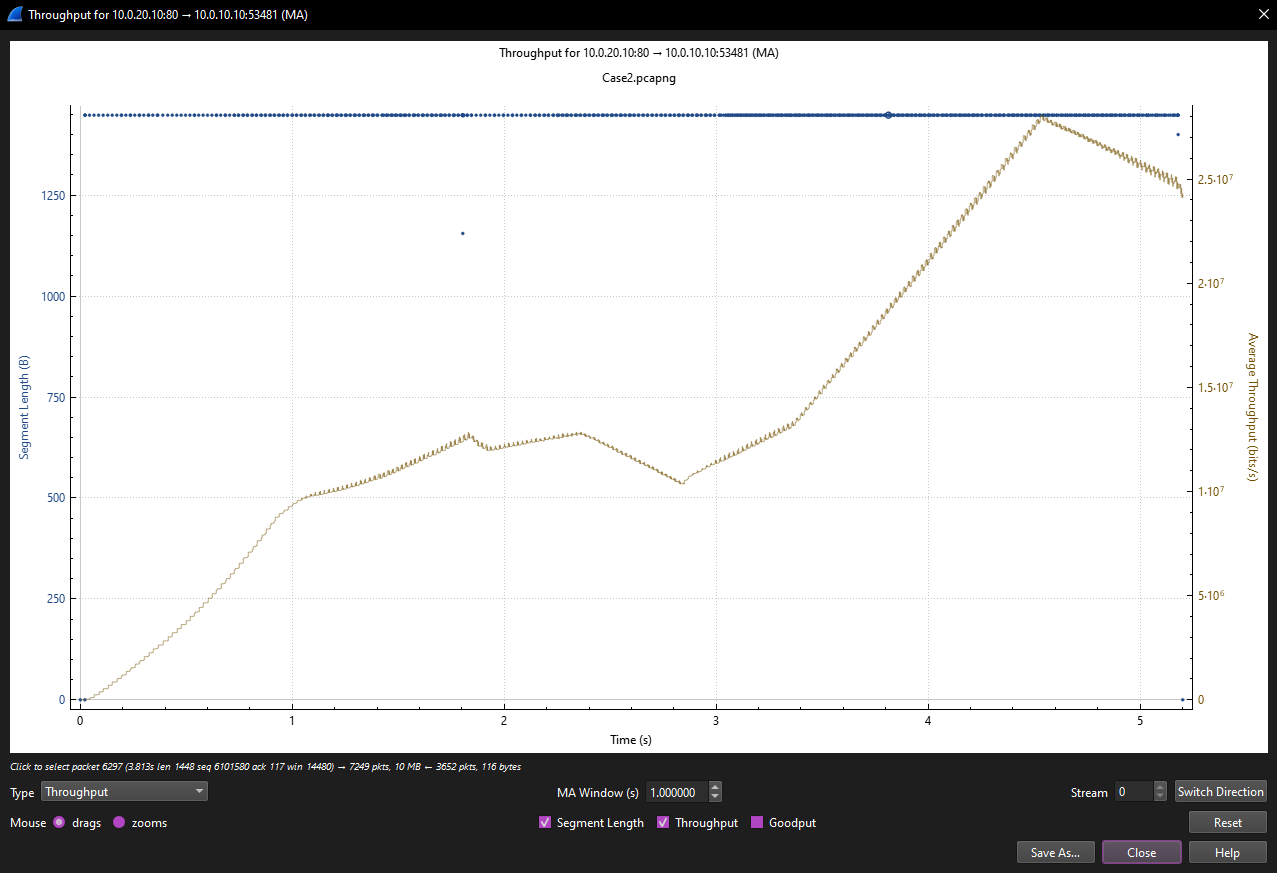 Throughput for 10.0.20.10:80 → 10.0.10.10:53481 (MA)
Throughput for 10.0.20.10:80 → 10.0.10.10:53481 (MA)
Case2.pcapng
Segment Length (B)
1250
1000
750
500
250
0
2.5·10⁷
2·10⁷
1.5·10⁷
1·10⁷
5·10⁶
0
Average Throughput (bits/s)
0 1 2 3 4 5
Time (s)
Click to select packet 6297 (3.813s len 1448 seq 6101580 ack 117 win 14480) → 7249 pkts, 10 MB ← 3652 pkts, 116 bytes
Type Throughput MA Window (s) 1.000000 Stream 0 Switch Direction
Mouse drags zooms Segment Length Throughput Goodput Reset
Save As... Close Help